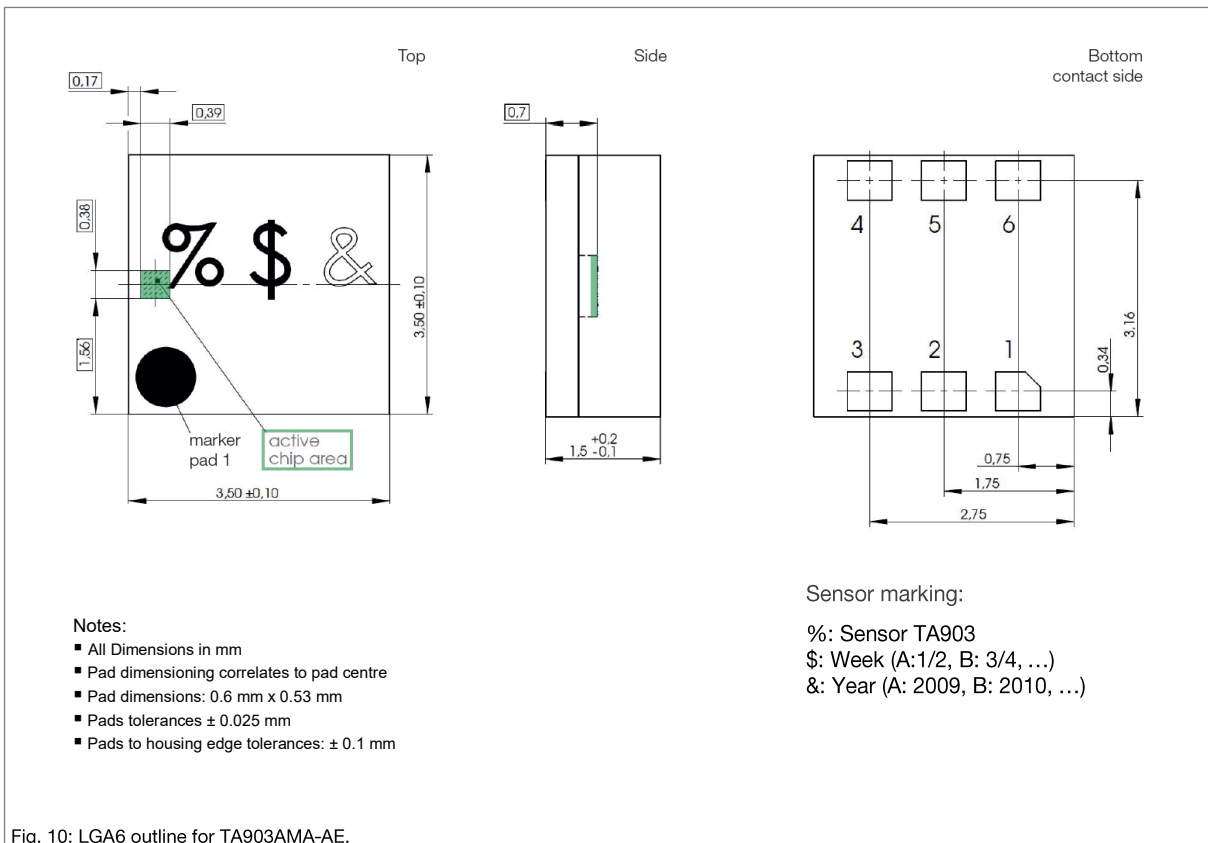 Top
Side
Bottom
contact side
0,17
0,39
0,7
0,38
1,56
% $ &
3,50 ±0,10
marker
pad 1
active
chip area
3,50 ±0,10
+0,2
1,5 -0,1
4 5 6
3 2 1
3,16
0,34
0,75
1,75
2,75
Sensor marking:
%: Sensor TA903
$: Week (A:1/2, B: 3/4, …)
&: Year (A: 2009, B: 2010, …)
Notes:
▪ All Dimensions in mm
▪ Pad dimensioning correlates to pad centre
▪ Pad dimensions: 0.6 mm x 0.53 mm
▪ Pads tolerances ± 0.025 mm
▪ Pads to housing edge tolerances: ± 0.1 mm
Fig. 10: LGA6 outline for TA903AMA-AE.